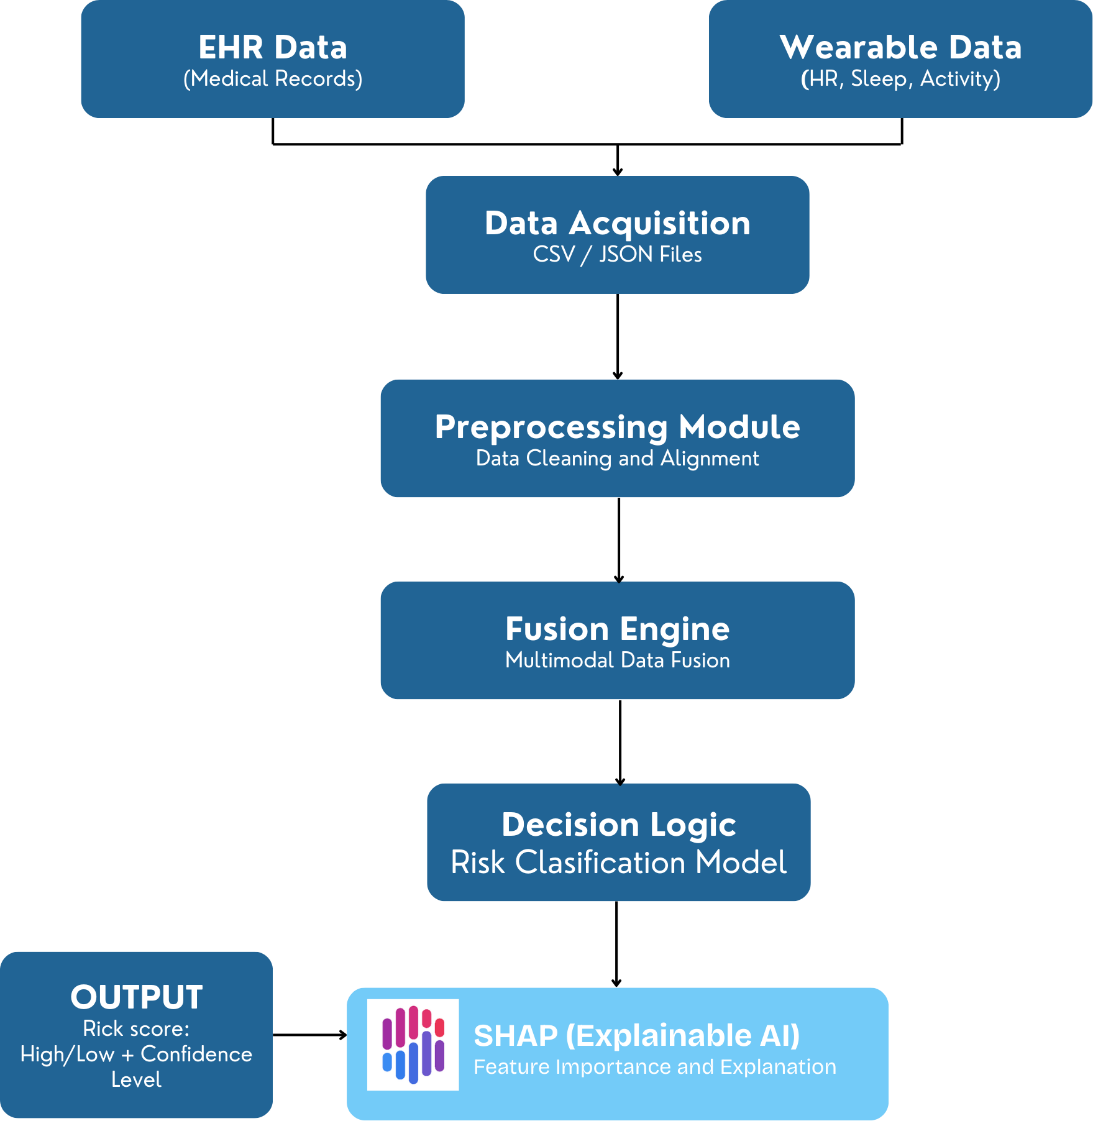 EHR Data
(Medical Records)
Wearable Data
(HR, Sleep, Activity)
Data Acquisition
CSV / JSON Files
Preprocessing Module
Data Cleaning and Alignment
Fusion Engine
Multimodal Data Fusion
Decision Logic
Risk Clasification Model
OUTPUT
Rick score:
High/Low + Confidence
Level
SHAP (Explainable AI)
Feature Importance and Explanation